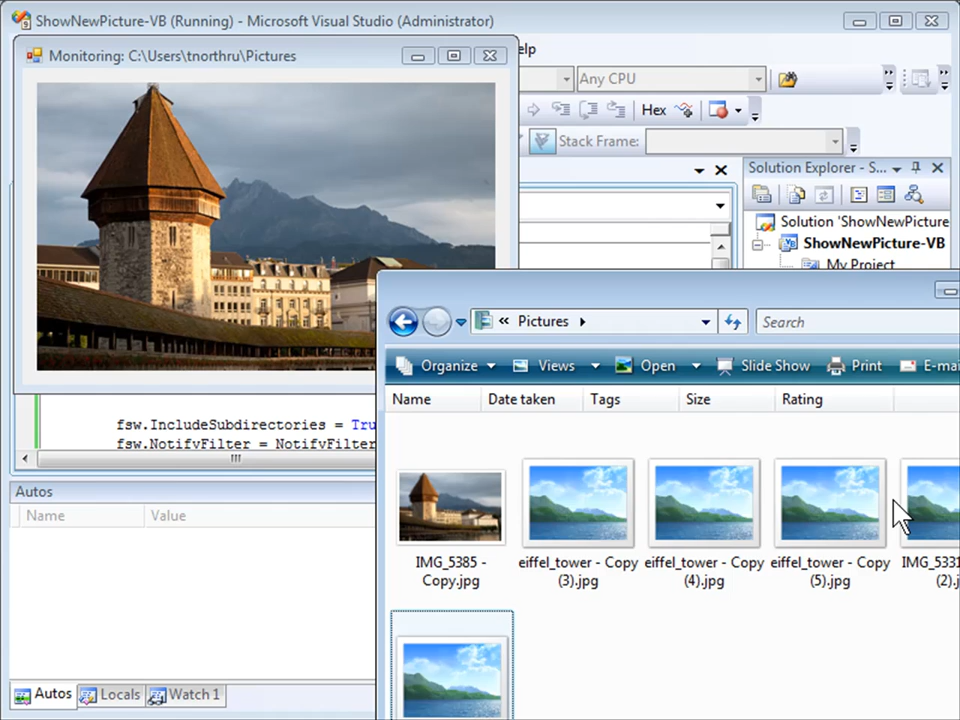 ShowNewPicture-VB (Running) - Microsoft Visual Studio (Administrator)
Monitoring: C:\Users\tnorthru\Pictures
elp
Any CPU
Hex
Stack Frame:
Solution Explorer - S...
Solution 'ShowNewPicture
ShowNewPicture-VB
My Project
fsw.IncludeSubdirectories = Tru
fsw.NotifyFilter = NotifyFilter
Autos
Name Value
Autos Locals Watch 1
« Pictures
Search
Organize Views Open Slide Show Print E-mai
Name Date taken Tags Size Rating
IMG_5385 - Copy.jpg
eiffel_tower - Copy (3).jpg
eiffel_tower - Copy (4).jpg
eiffel_tower - Copy (5).jpg
IMG_5331 (2).j